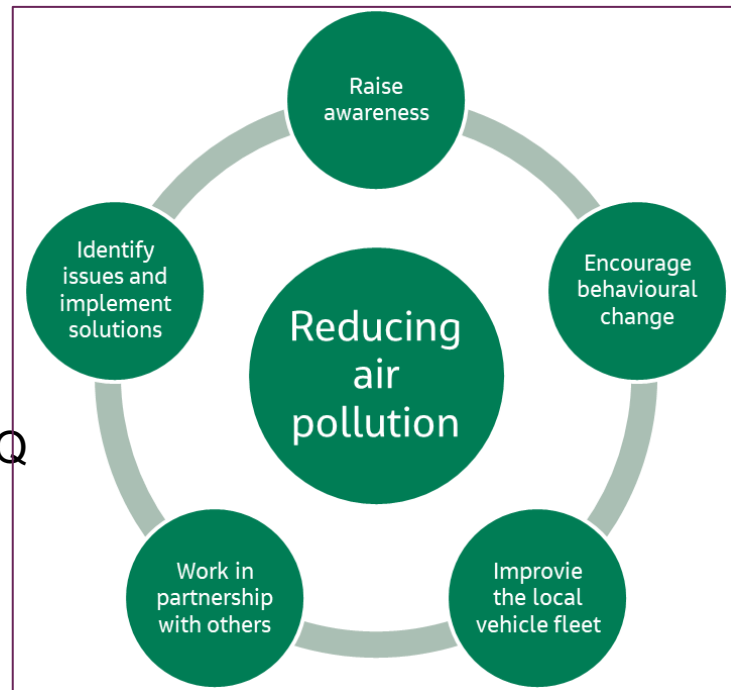 Raise
awareness
Encourage
behavioural
change
Improvie
the local
vehicle fleet
Work in
partnership
with others
Identify
issues and
implement
solutions
Reducing
air
pollution
Q